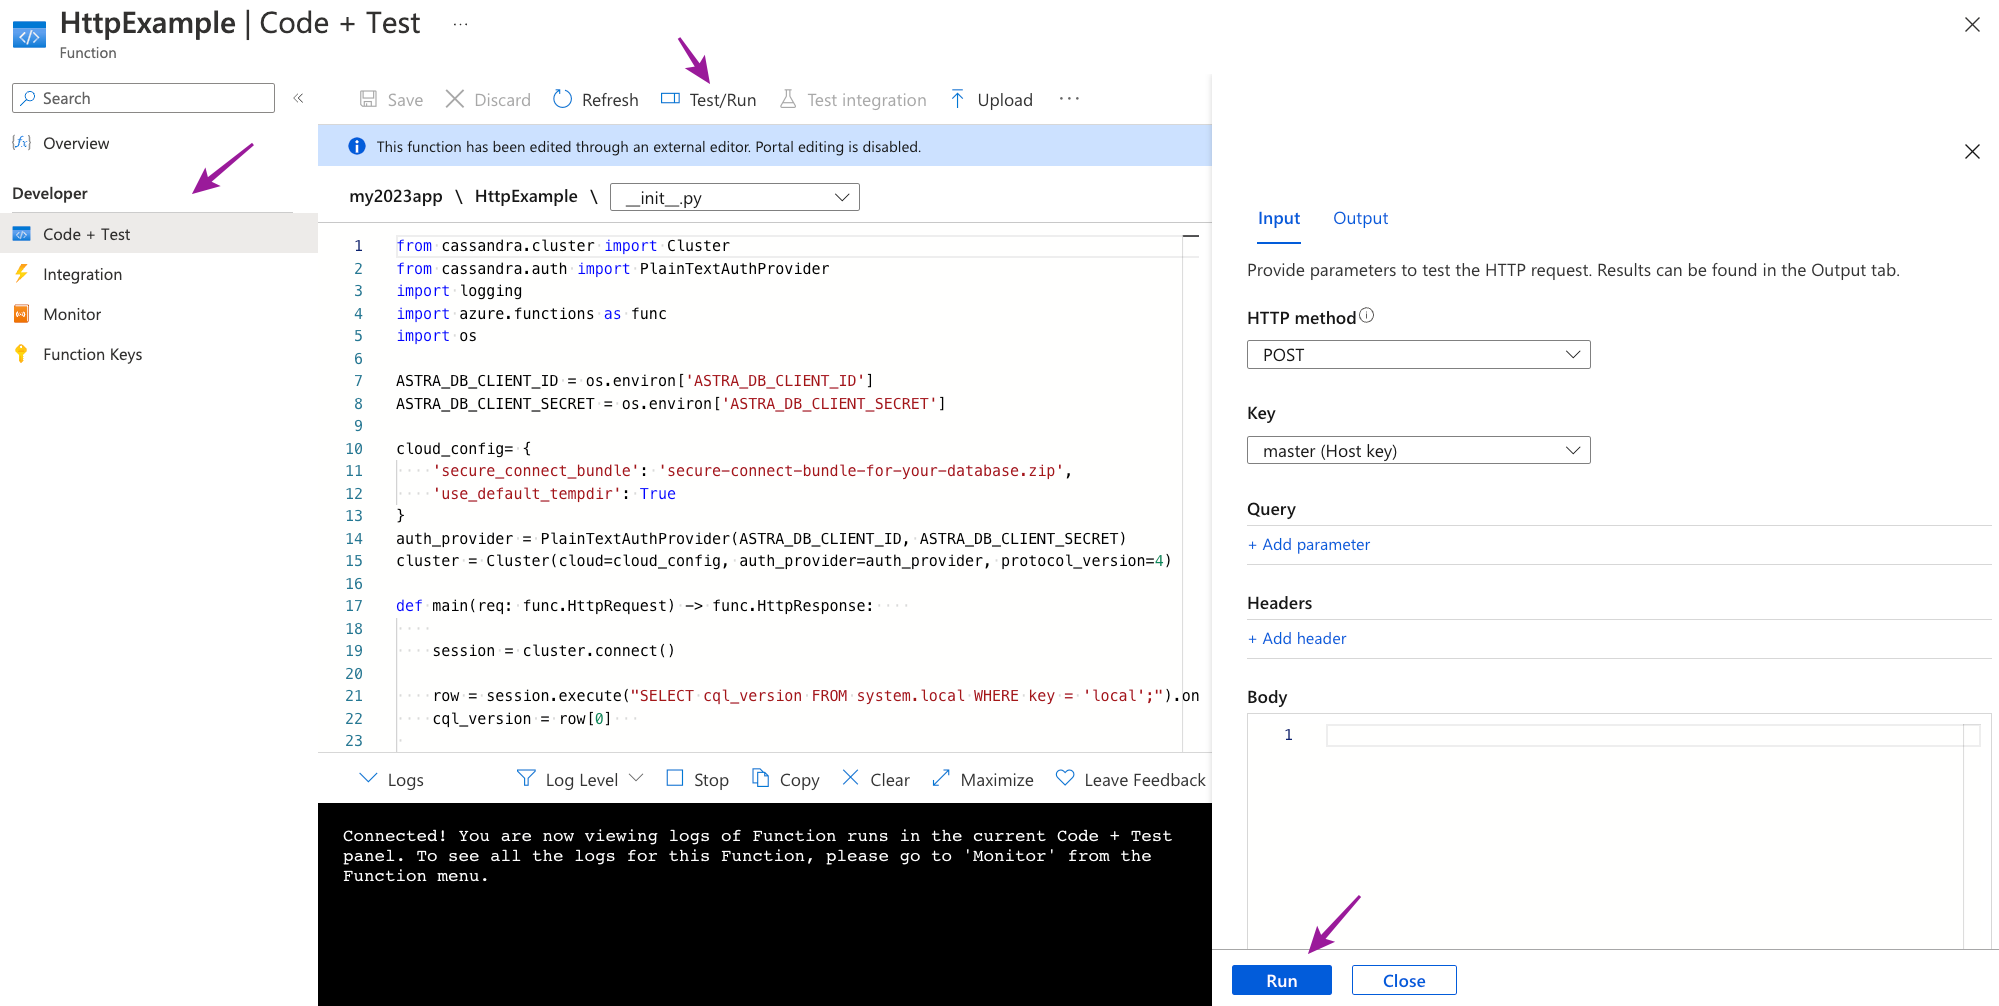 HttpExample | Code + Test ...
Function
Search
Overview
Developer
Code + Test
Integration
Monitor
Function Keys
Save Discard Refresh Test/Run Test integration Upload ...
This function has been edited through an external editor. Portal editing is disabled.
my2023app \ HttpExample \ __init__.py
1 from cassandra.cluster import Cluster
2 from cassandra.auth import PlainTextAuthProvider
3 import logging
4 import azure.functions as func
5 import os
6
7 ASTRA_DB_CLIENT_ID = os.environ['ASTRA_DB_CLIENT_ID']
8 ASTRA_DB_CLIENT_SECRET = os.environ['ASTRA_DB_CLIENT_SECRET']
9
10 cloud_config= {
11     'secure_connect_bundle': 'secure-connect-bundle-for-your-database.zip',
12     'use_default_tempdir': True
13 }
14 auth_provider = PlainTextAuthProvider(ASTRA_DB_CLIENT_ID, ASTRA_DB_CLIENT_SECRET)
15 cluster = Cluster(cloud=cloud_config, auth_provider=auth_provider, protocol_version=4)
16
17 def main(req: func.HttpRequest) -> func.HttpResponse:
18
19     session = cluster.connect()
20
21     row = session.execute("SELECT cql_version FROM system.local WHERE key = 'local';").on
22     cql_version = row[0]
23
Logs Log Level Stop Copy Clear Maximize Leave Feedback
Connected! You are now viewing logs of Function runs in the current Code + Test
panel. To see all the logs for this Function, please go to 'Monitor' from the
Function menu.
Input Output
Provide parameters to test the HTTP request. Results can be found in the Output tab.
HTTP method
POST
Key
master (Host key)
Query
+ Add parameter
Headers
+ Add header
Body
1
Run Close